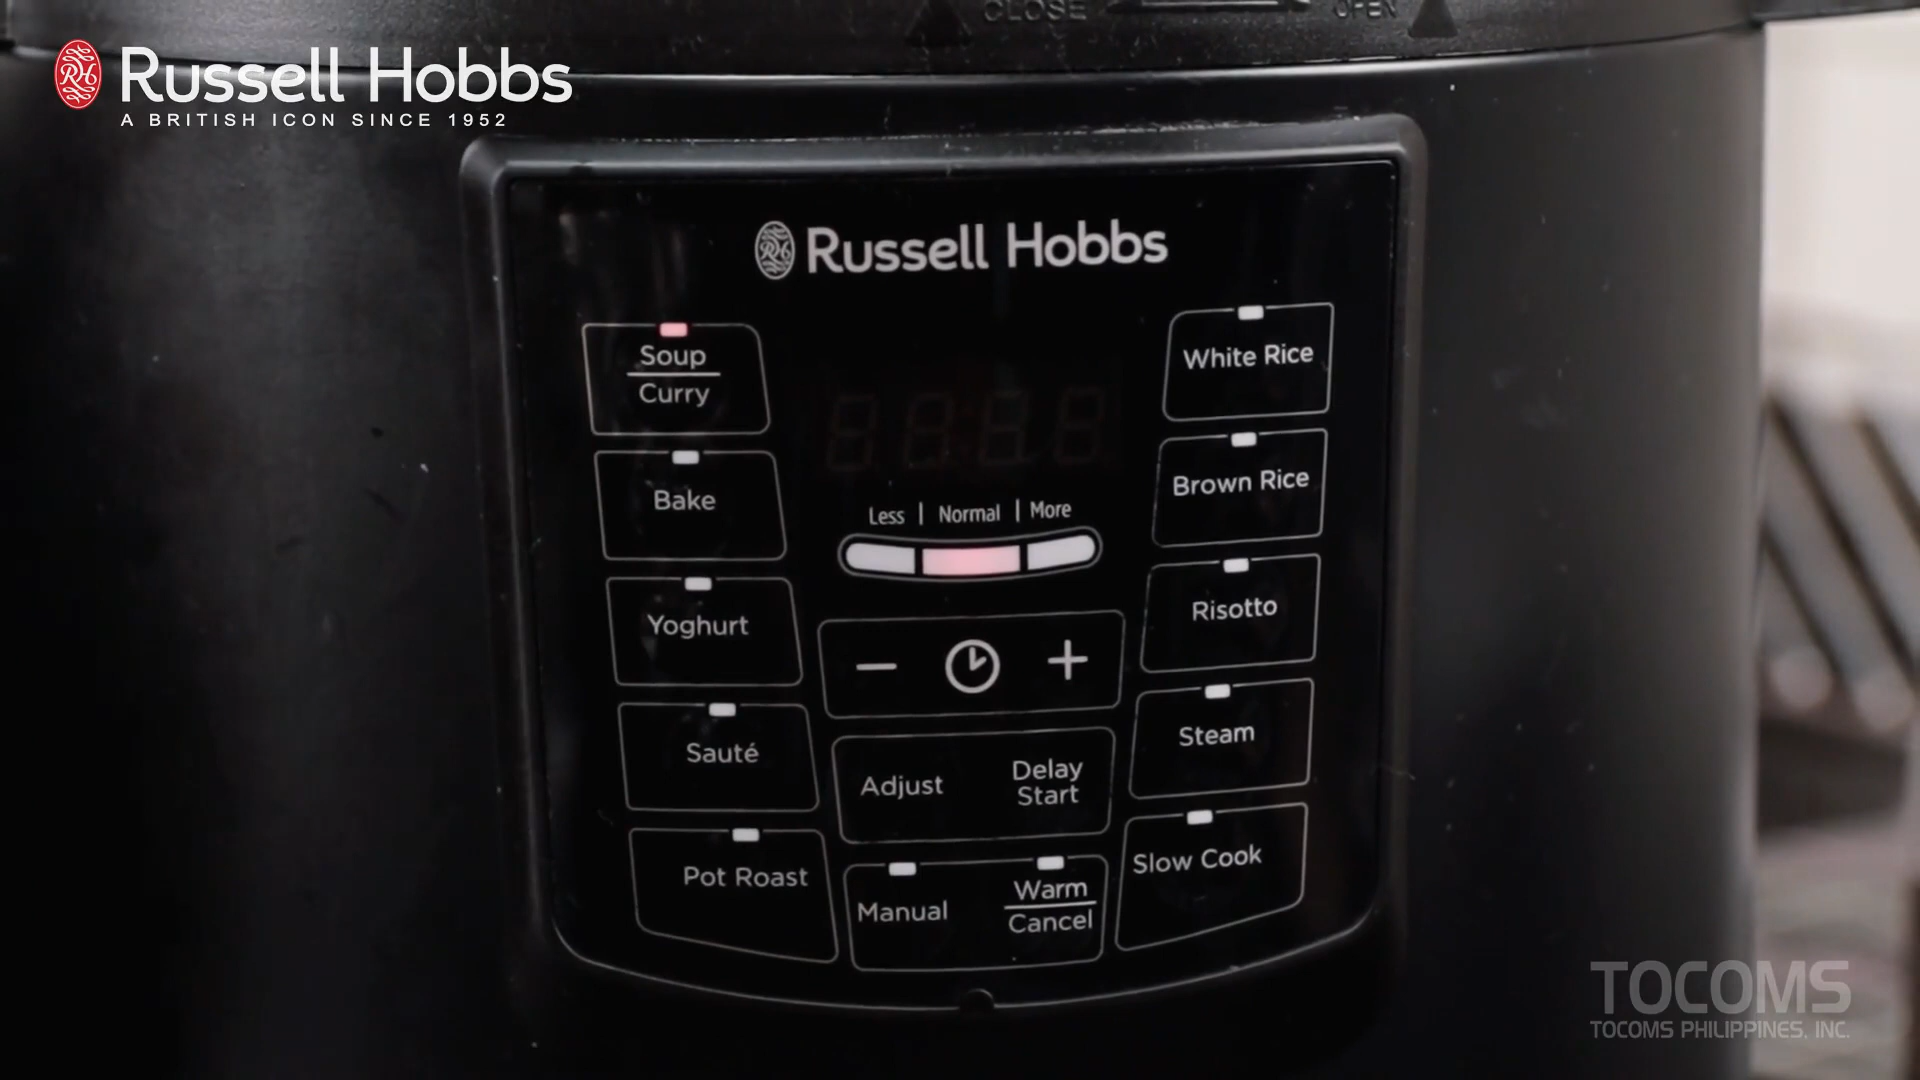 CLOSE
OPEN
RH Russell Hobbs
A BRITISH ICON SINCE 1952
RH Russell Hobbs
Soup
Curry
White Rice
Bake
Brown Rice
Less | Normal | More
Yoghurt
Risotto
− +
Sauté
Steam
Adjust
Delay
Start
Pot Roast
Slow Cook
Manual
Warm
Cancel
TOCOMS
TOCOMS PHILIPPINES, INC.